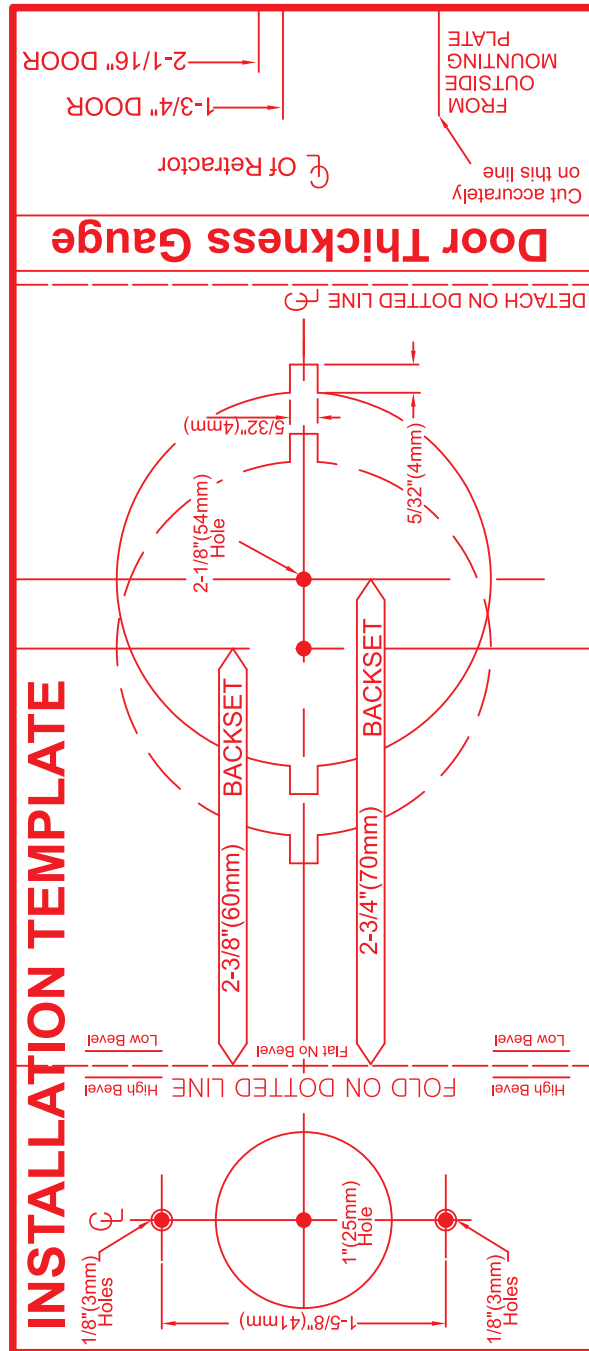 INSTALLATION TEMPLATE
2-1/16" DOOR
1-3/4" DOOR
℄ Of Retractor
FROM
OUTSIDE
MOUNTING
PLATE
Cut accurately
on this line
Door Thickness Gauge
DETACH ON DOTTED LINE ℄
5/32"(4mm)
5/32"(4mm)
2-1/8"(54mm)
Hole
2-3/8"(60mm) BACKSET
2-3/4"(70mm) BACKSET
Low Bevel
Flat No Bevel
Low Bevel
High Bevel
FOLD ON DOTTED LINE
High Bevel
℄
1"(25mm)
Hole
1/8"(3mm)
Holes
1-5/8"(41mm)
1/8"(3mm)
Holes